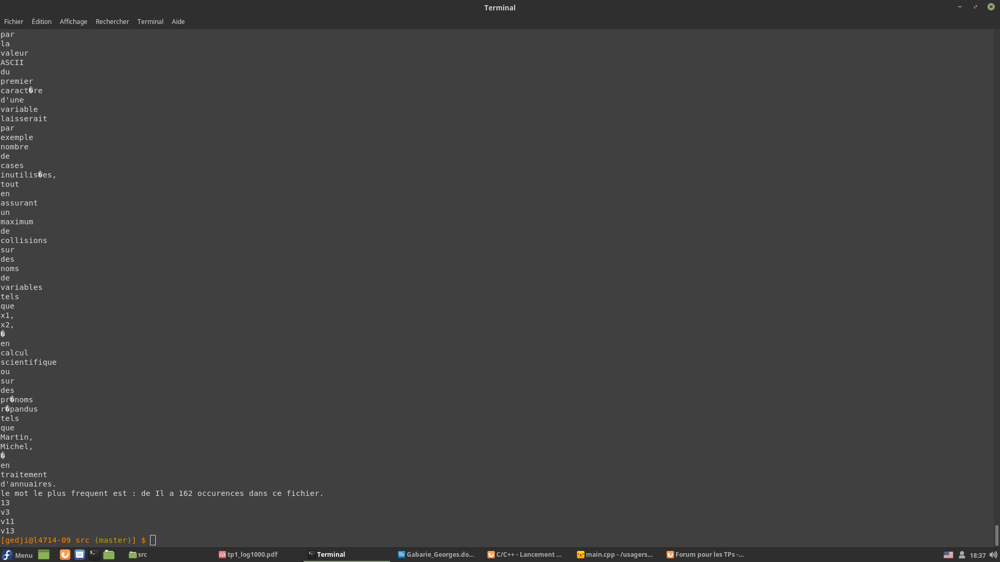 Terminal
Fichier Édition Affichage Rechercher Terminal Aide
par
la
valeur
ASCII
du
premier
caract�re
d'une
variable
laisserait
par
exemple
nombre
de
cases
inutilis�es,
tout
en
assurant
un
maximum
de
collisions
sur
des
noms
de
variables
tels
que
x1,
x2,
�
en
calcul
scientifique
ou
sur
des
pr�noms
r�pandus
tels
que
Martin,
Michel,
�
en
traitement
d'annuaires.
le mot le plus frequent est : de Il a 162 occurences dans ce fichier.
13
v3
v11
v13
[gedji@l4714-09 src (master)] $
Menu src tp1_log1000.pdf Terminal Gabarie_Georges.do... C/C++ - Lancement ... main.cpp - /usagers... Forum pour les TPs -... 18:37